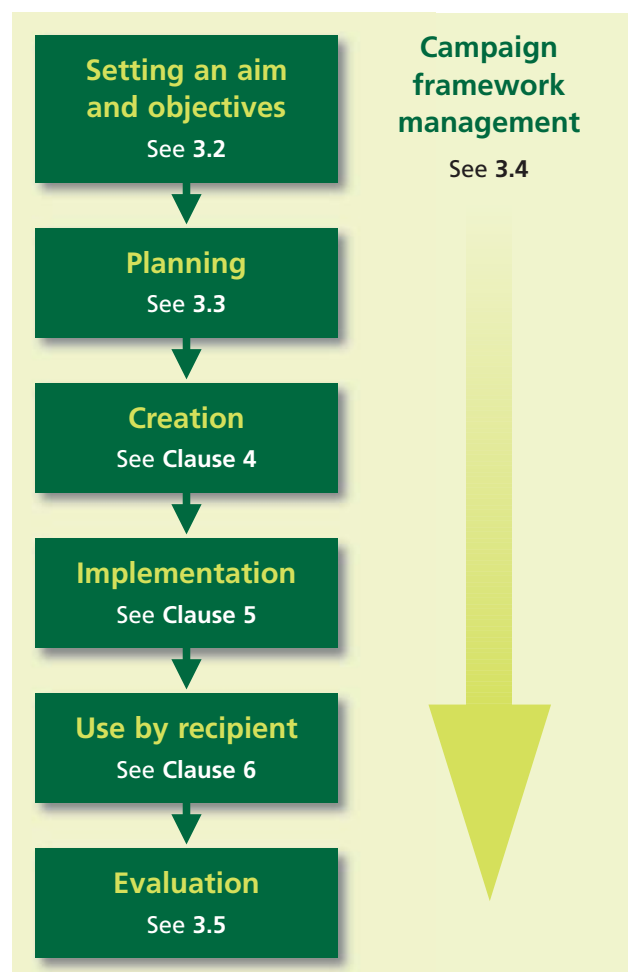 Setting an aim
and objectives
See 3.2
Planning
See 3.3
Creation
See Clause 4
Implementation
See Clause 5
Use by recipient
See Clause 6
Evaluation
See 3.5
Campaign
framework
management
See 3.4